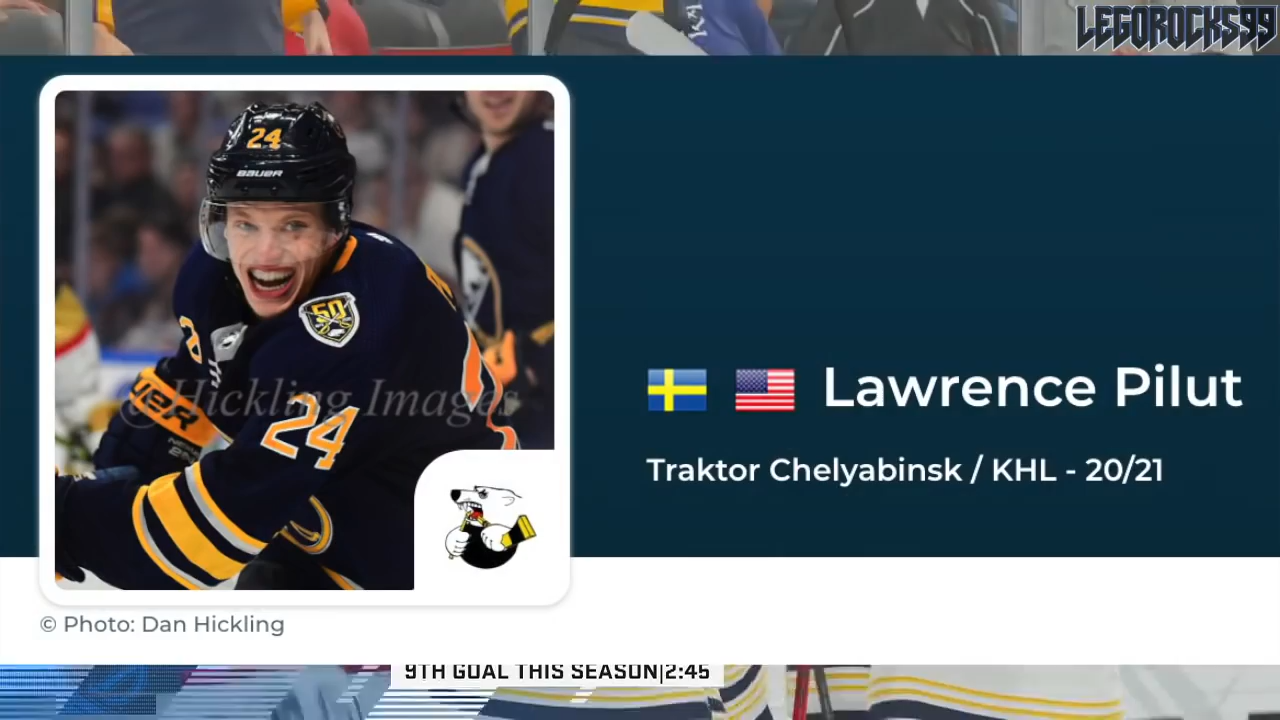 LEGOROCKS99
24
BAUER
50
@Hickling Images
24
Lawrence Pilut
Traktor Chelyabinsk / KHL - 20/21
© Photo: Dan Hickling
9TH GOAL THIS SEASON|2:45